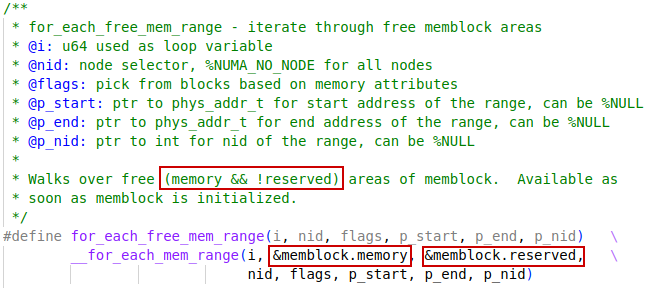 /**
 * for_each_free_mem_range - iterate through free memblock areas
 * @i: u64 used as loop variable
 * @nid: node selector, %NUMA_NO_NODE for all nodes
 * @flags: pick from blocks based on memory attributes
 * @p_start: ptr to phys_addr_t for start address of the range, can be %NULL
 * @p_end: ptr to phys_addr_t for end address of the range, can be %NULL
 * @p_nid: ptr to int for nid of the range, can be %NULL
 *
 * Walks over free (memory && !reserved) areas of memblock.  Available as
 * soon as memblock is initialized.
 */
#define for_each_free_mem_range(i, nid, flags, p_start, p_end, p_nid)	\
	__for_each_mem_range(i, &memblock.memory, &memblock.reserved,	\
			     nid, flags, p_start, p_end, p_nid)